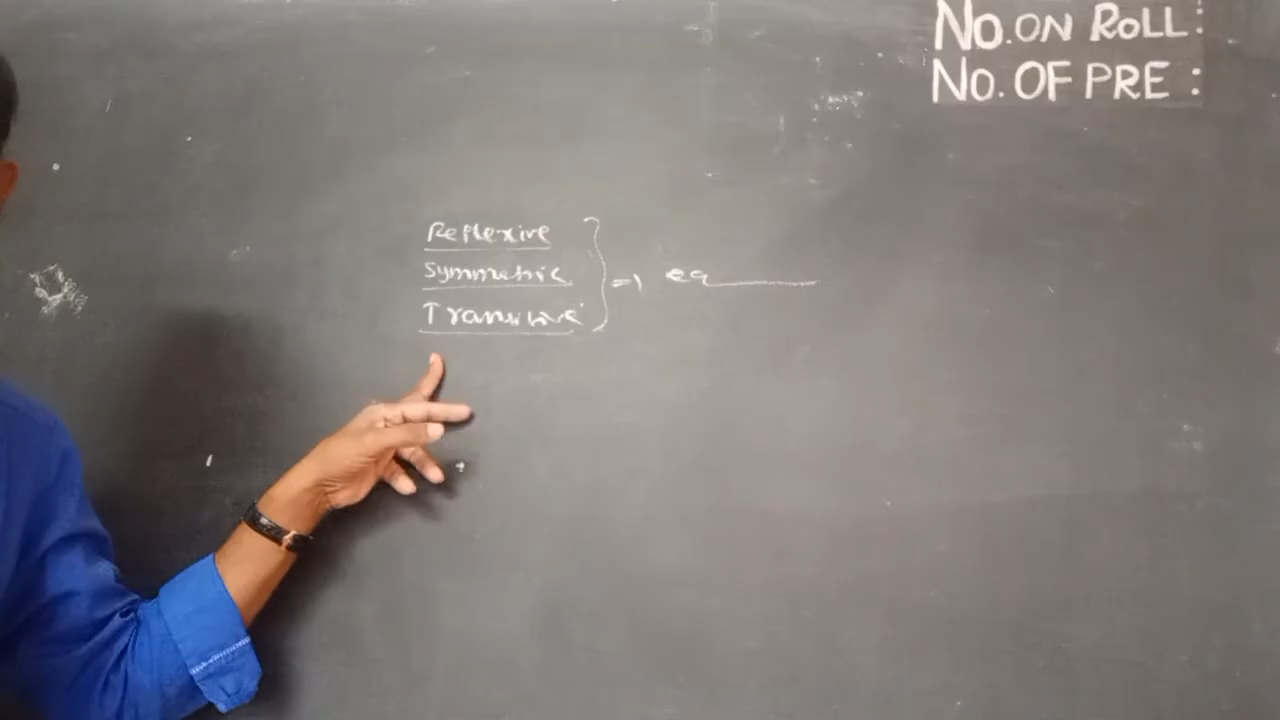 No. ON ROLL:
No. OF PRE :
Reflexive
Symmetric
Transitive
} => eq